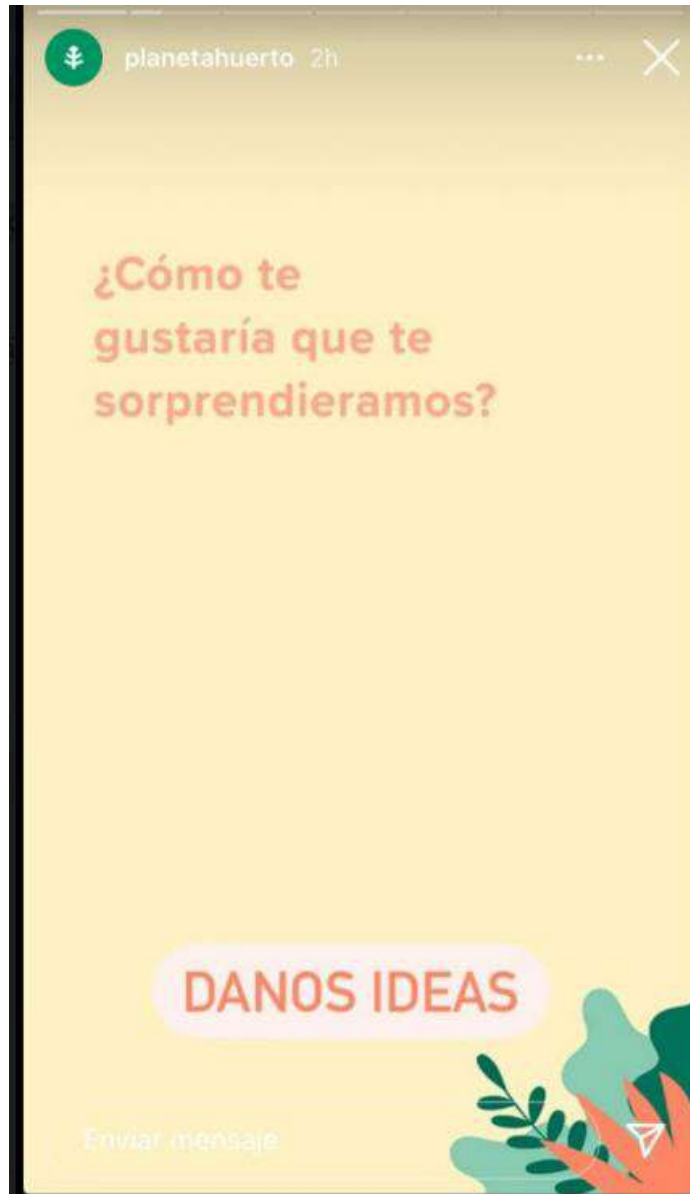 planetahuerto 2h
¿Cómo te
gustaría que te
sorprendieramos?
DANOS IDEAS
Enviar mensaje